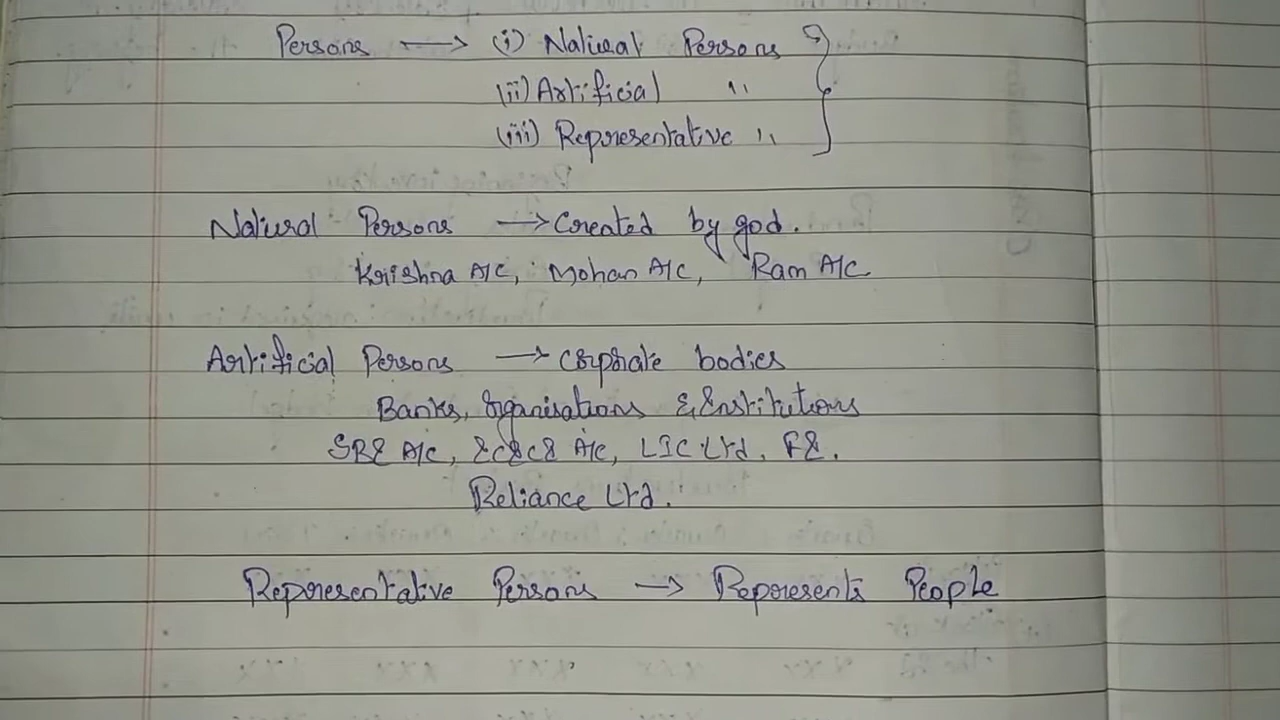 Persons → (i) Natural Persons
(ii) Artificial "
(iii) Representative "
Natural Persons → Created by god.
Krishna A/C, Mohan A/C, Ram A/C
Artificial Persons → Corporate bodies
Banks, Organisations & Institutions
SBI A/C, ICICI A/C, LIC Ltd.
Reliance Ltd.
Representative Persons → Represents People